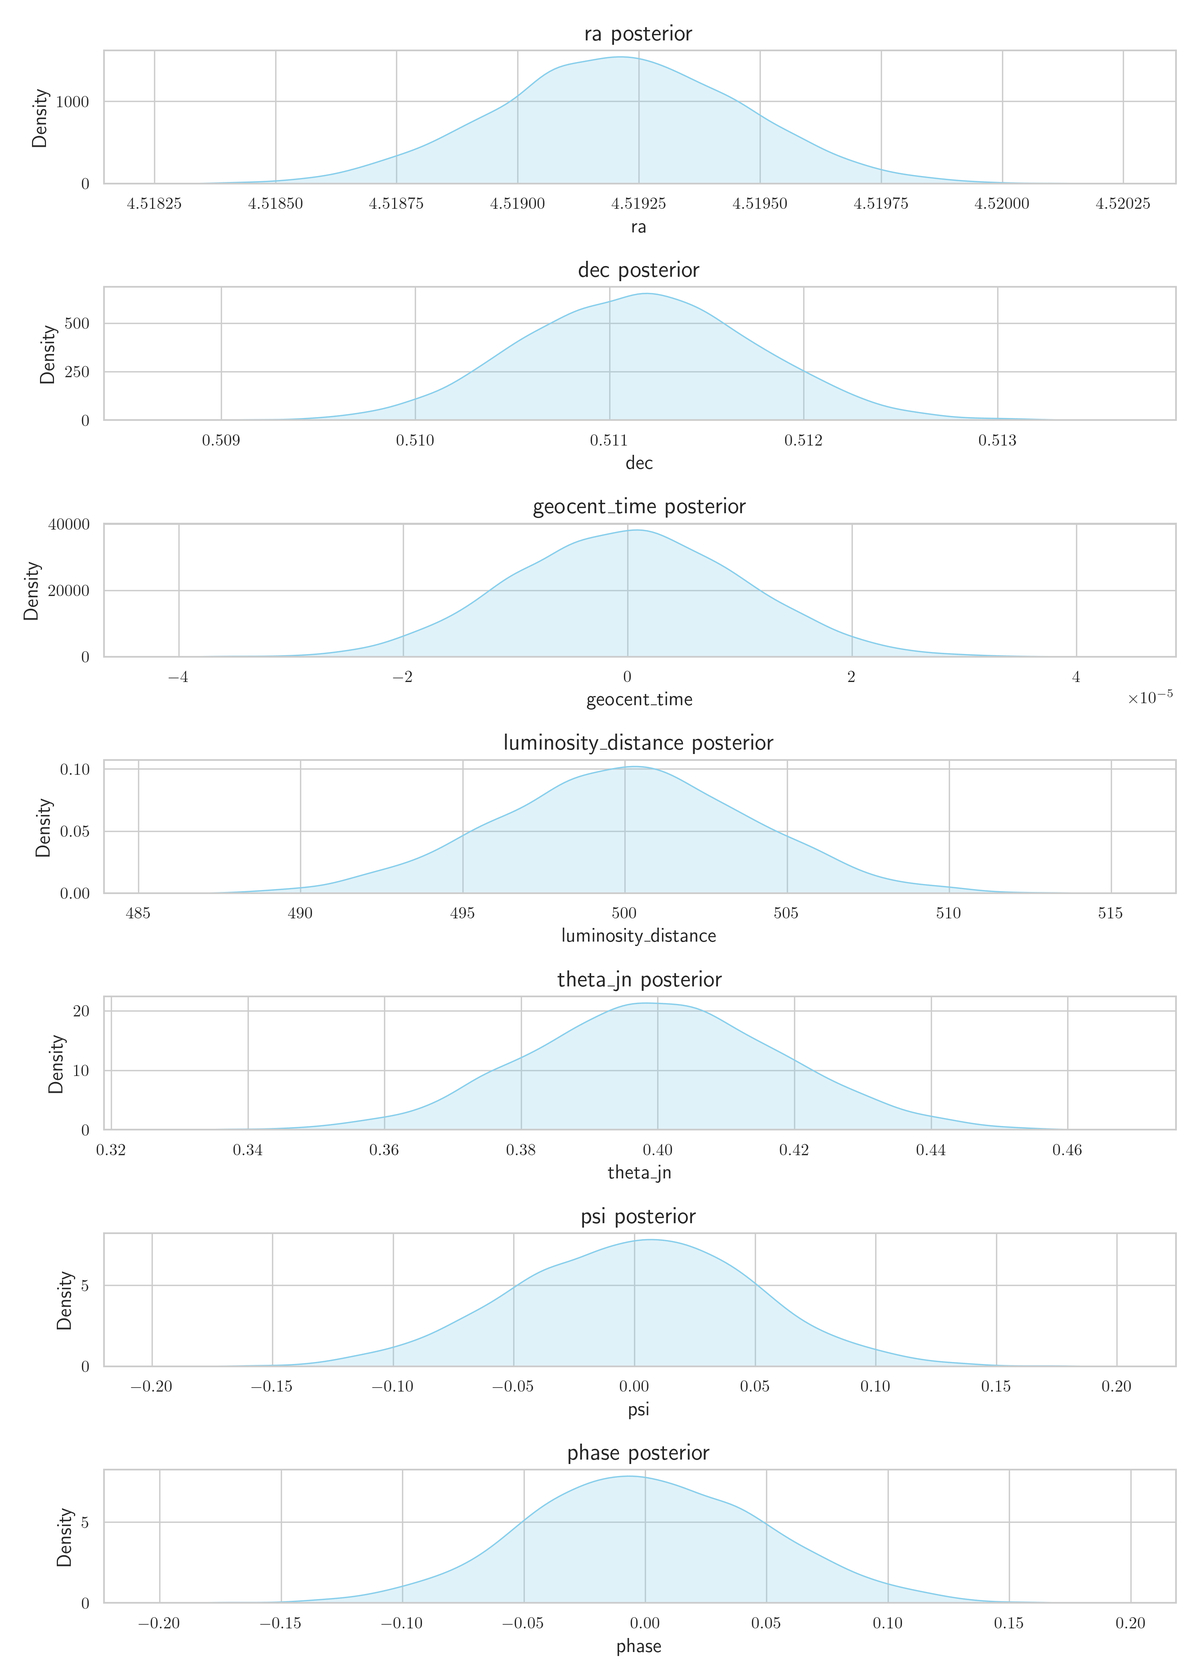 ra posterior
Density
1000
0
4.51825 4.51850 4.51875 4.51900 4.51925 4.51950 4.51975 4.52000 4.52025
ra
dec posterior
Density
500
250
0
0.509 0.510 0.511 0.512 0.513
dec
geocent_time posterior
Density
40000
20000
0
−4 −2 0 2 4
×10−5
geocent_time
luminosity_distance posterior
Density
0.10
0.05
0.00
485 490 495 500 505 510 515
luminosity_distance
theta_jn posterior
Density
20
10
0
0.32 0.34 0.36 0.38 0.40 0.42 0.44 0.46
theta_jn
psi posterior
Density
5
0
−0.20 −0.15 −0.10 −0.05 0.00 0.05 0.10 0.15 0.20
psi
phase posterior
Density
5
0
−0.20 −0.15 −0.10 −0.05 0.00 0.05 0.10 0.15 0.20
phase